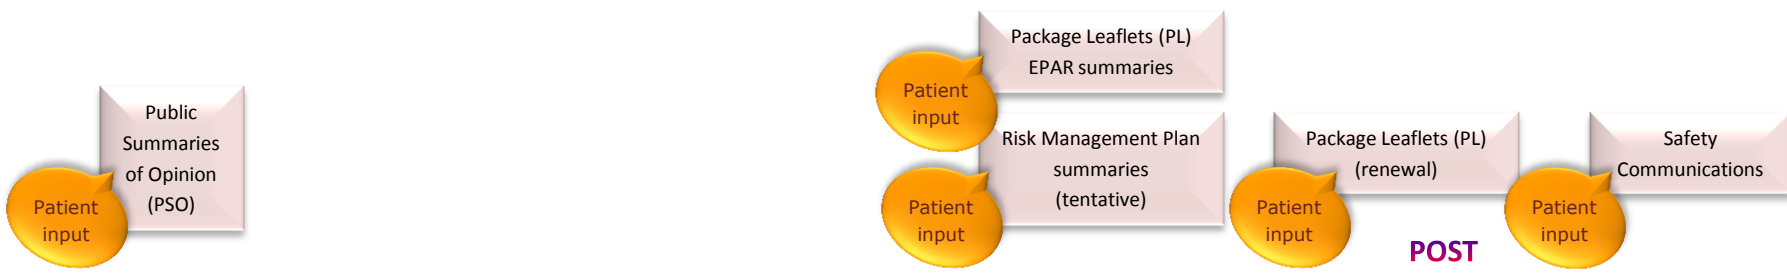 Public
Summaries
of Opinion
(PSO)
Patient
input
Package Leaflets (PL)
EPAR summaries
Patient
input
Risk Management Plan
summaries
(tentative)
Patient
input
Package Leaflets (PL)
(renewal)
Patient
input
Safety
Communications
Patient
input
POST